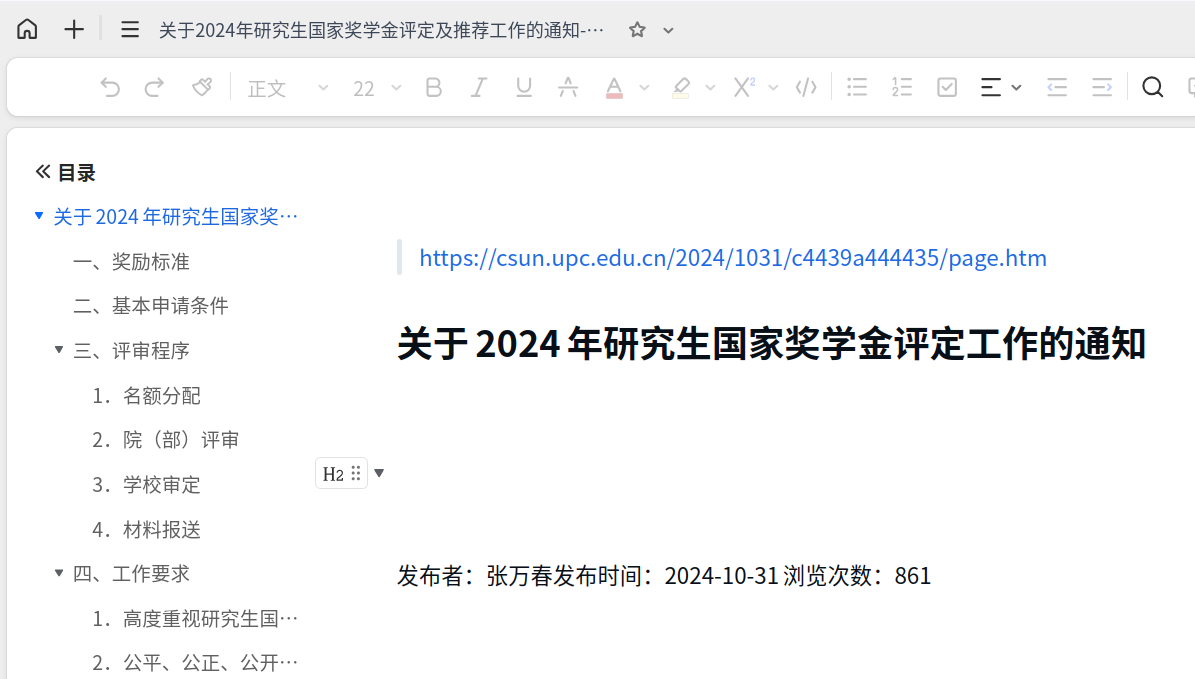 关于2024年研究生国家奖学金评定及推荐工作的通知-···
正文 22 B I U A A X² </>
目录
关于 2024 年研究生国家奖···
一、奖励标准
二、基本申请条件
三、评审程序
1. 名额分配
2. 院（部）评审
3. 学校审定
4. 材料报送
四、工作要求
1. 高度重视研究生国···
2. 公平、公正、公开···
https://csun.upc.edu.cn/2024/1031/c4439a444435/page.htm
关于 2024 年研究生国家奖学金评定工作的通知
H2
发布者：张万春发布时间：2024-10-31 浏览次数：861